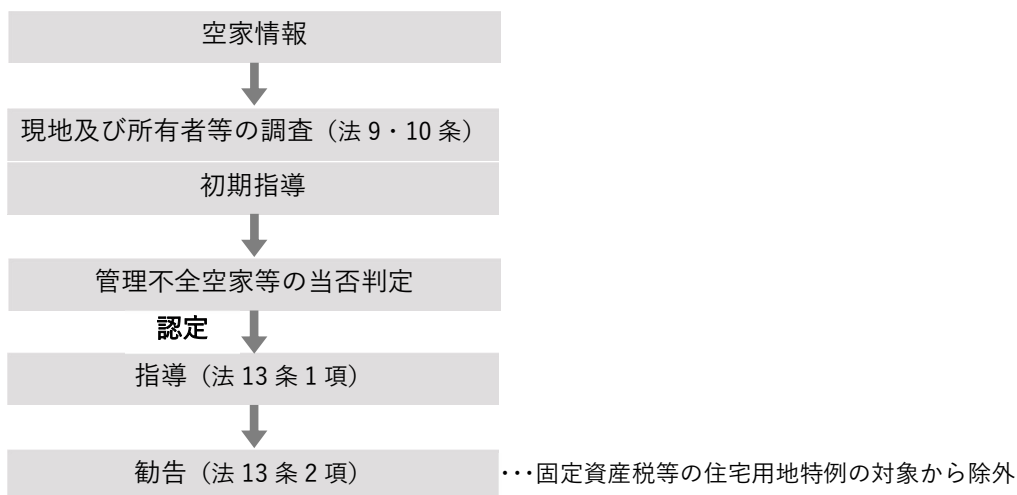 空家情報
現地及び所有者等の調査（法 9・10 条）
初期指導
管理不全空家等の当否判定
認定
指導（法 13 条 1 項）
勧告（法 13 条 2 項） ･･･固定資産税等の住宅用地特例の対象から除外